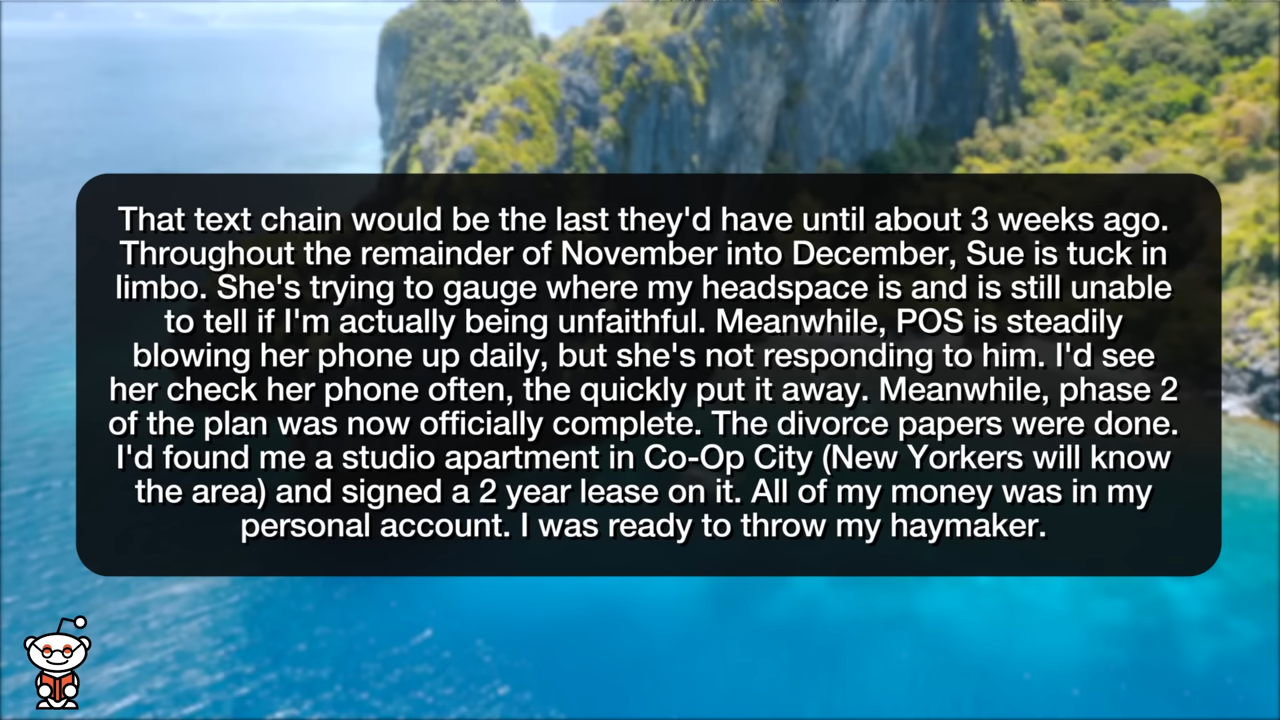 That text chain would be the last they'd have until about 3 weeks ago.
Throughout the remainder of November into December, Sue is tuck in
limbo. She's trying to gauge where my headspace is and is still unable
to tell if I'm actually being unfaithful. Meanwhile, POS is steadily
blowing her phone up daily, but she's not responding to him. I'd see
her check her phone often, the quickly put it away. Meanwhile, phase 2
of the plan was now officially complete. The divorce papers were done.
I'd found me a studio apartment in Co-Op City (New Yorkers will know
the area) and signed a 2 year lease on it. All of my money was in my
personal account. I was ready to throw my haymaker.